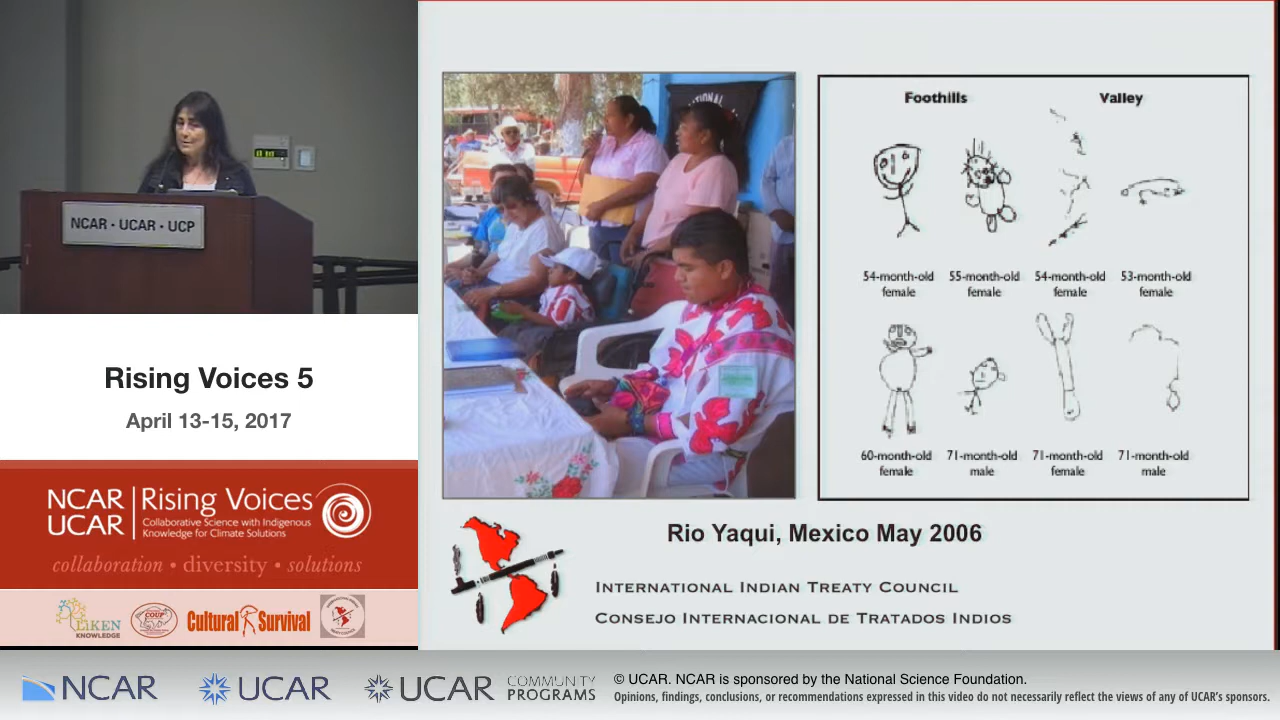 NCAR • UCAR • UCP
Rising Voices 5
April 13-15, 2017
NCAR
UCAR
Rising Voices
Collaborative Science with Indigenous
Knowledge for Climate Solutions
collaboration • diversity • solutions
LIKEN
KNOWLEDGE
Cultural Survival
Foothills
Valley
54-month-old
female
55-month-old
female
54-month-old
female
53-month-old
female
60-month-old
female
71-month-old
male
71-month-old
female
71-month-old
male
Rio Yaqui, Mexico May 2006
INTERNATIONAL INDIAN TREATY COUNCIL
CONSEJO INTERNACIONAL DE TRATADOS INDIOS
NCAR
UCAR
UCAR
COMMUNITY
PROGRAMS
© UCAR. NCAR is sponsored by the National Science Foundation.
Opinions, findings, conclusions, or recommendations expressed in this video do not necessarily reflect the views of any of UCAR's sponsors.